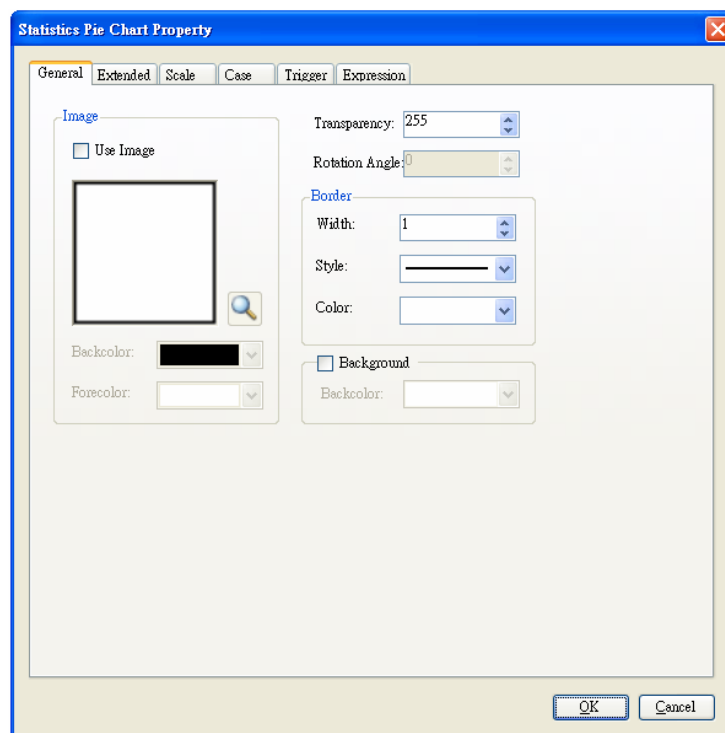 Statistics Pie Chart Property
General Extended Scale Case Trigger Expression
Image
Use Image
Backcolor:
Forecolor:
Transparency: 255
Rotation Angle: 0
Border
Width: 1
Style:
Color:
Background
Backcolor:
OK Cancel